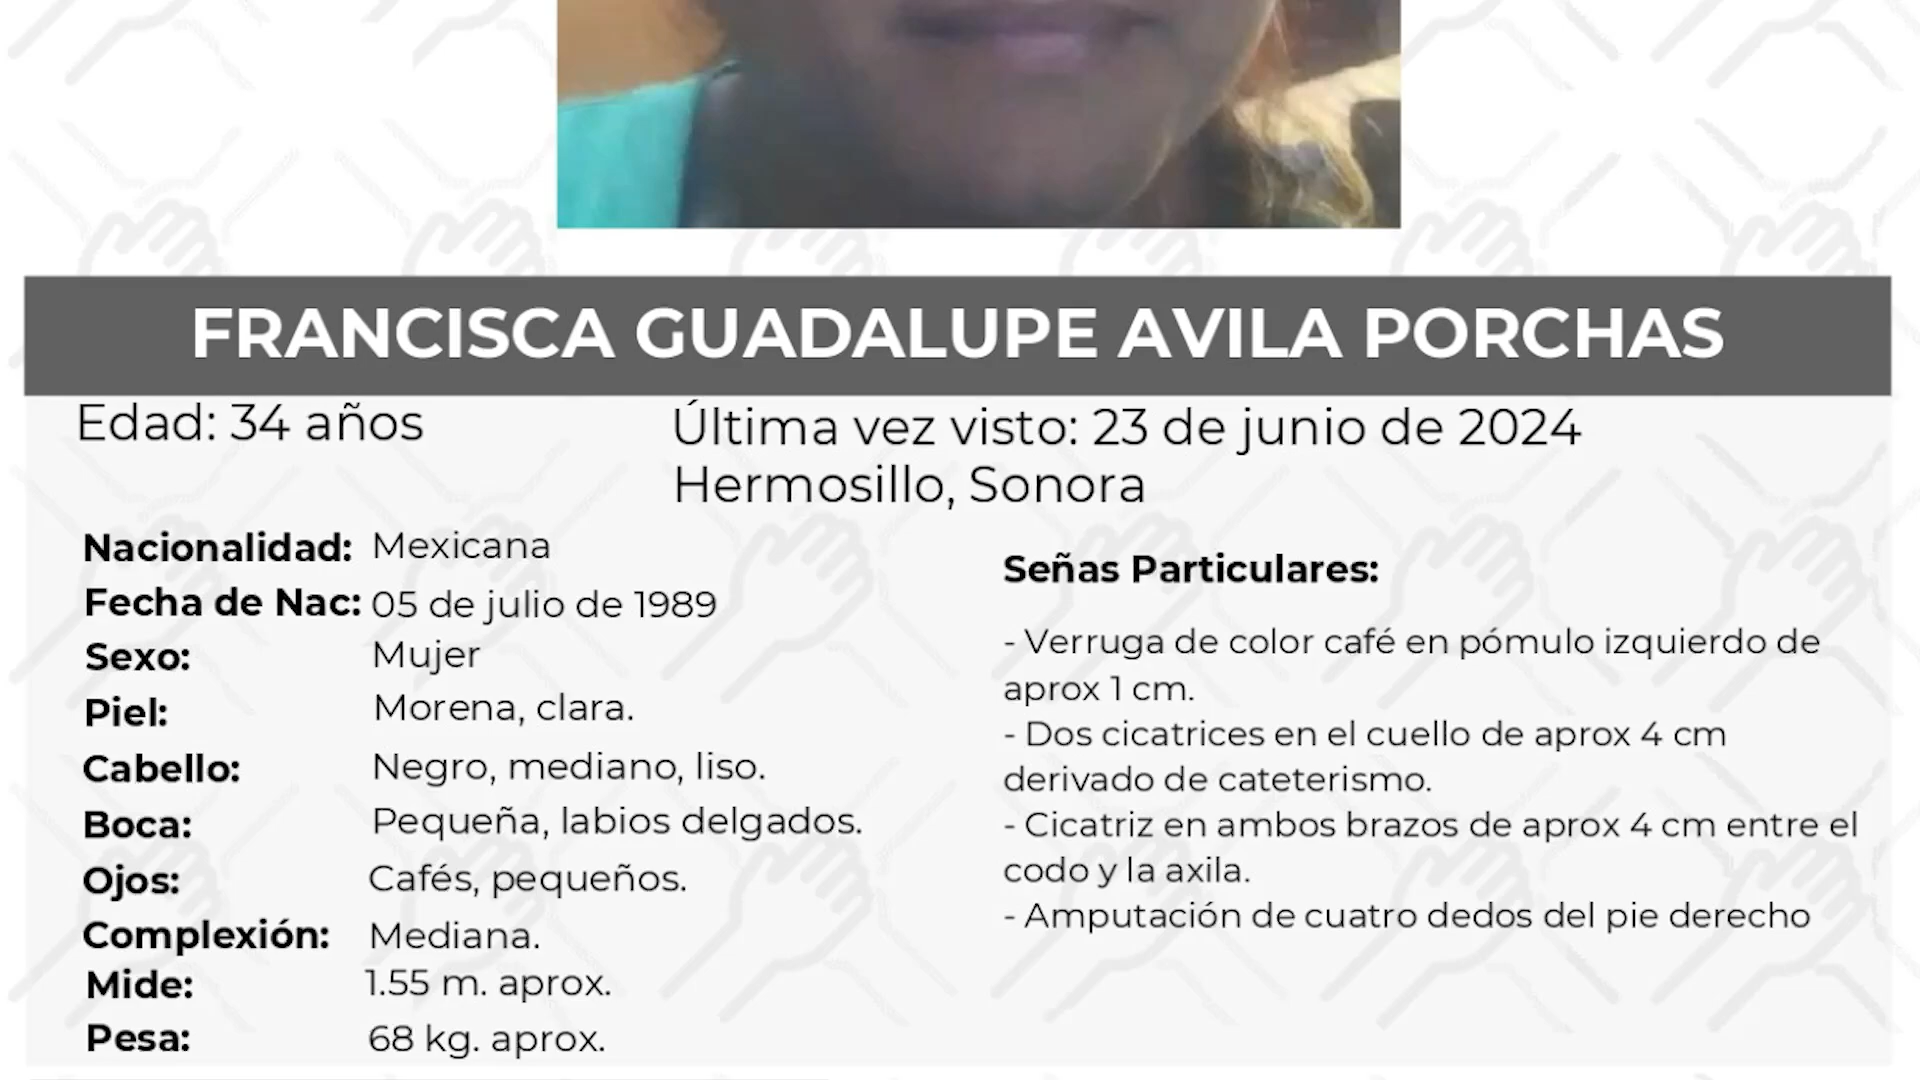 FRANCISCA GUADALUPE AVILA PORCHAS
Edad: 34 años
Última vez visto: 23 de junio de 2024
Hermosillo, Sonora
Nacionalidad: Mexicana
Fecha de Nac: 05 de julio de 1989
Sexo: Mujer
Piel: Morena, clara.
Cabello: Negro, mediano, liso.
Boca: Pequeña, labios delgados.
Ojos: Cafés, pequeños.
Complexión: Mediana.
Mide: 1.55 m. aprox.
Pesa: 68 kg. aprox.
Señas Particulares:
- Verruga de color café en pómulo izquierdo de
aprox 1 cm.
- Dos cicatrices en el cuello de aprox 4 cm
derivado de cateterismo.
- Cicatriz en ambos brazos de aprox 4 cm entre el
codo y la axila.
- Amputación de cuatro dedos del pie derecho